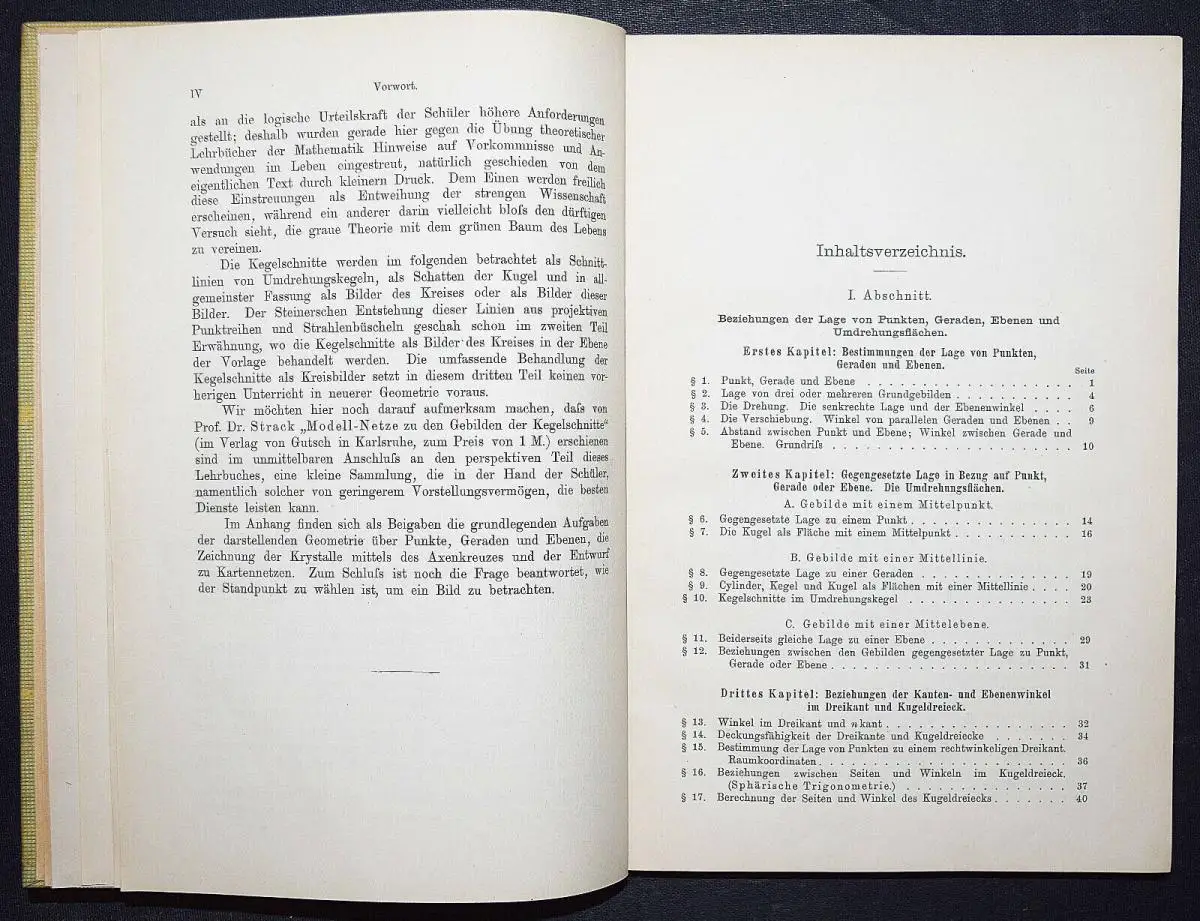 IV
Vorwort.
als an die logische Urteilskraft der Schüler höhere Anforderungen
gestellt; deshalb wurden gerade hier gegen die Übung theoretischer
Lehrbücher der Mathematik Hinweise auf Vorkommnisse und An-
wendungen im Leben eingestreut, natürlich geschieden von dem
eigentlichen Text durch kleinern Druck. Dem Einen werden freilich
diese Einstreuungen als Entweihung der strengen Wissenschaft
erscheinen, während ein anderer darin vielleicht bloſs den dürftigen
Versuch sieht, die graue Theorie mit dem grünen Baum des Lebens
zu vereinen.
Die Kegelschnitte werden im folgenden betrachtet als Schnitt-
linien von Umdrehungskegeln, als Schatten der Kugel und in all-
gemeinster Fassung als Bilder des Kreises oder als Bilder dieser
Bilder. Der Steinerschen Entstehung dieser Linien aus projektiven
Punktreihen und Strahlenbüscheln geschah schon im zweiten Teil
Erwähnung, wo die Kegelschnitte als Bilder des Kreises in der Ebene
der Vorlage behandelt werden. Die umfassende Behandlung der
Kegelschnitte als Kreisbilder setzt in diesem dritten Teil keinen vor-
herigen Unterricht in neuerer Geometrie voraus.
Wir möchten hier noch darauf aufmerksam machen, daſs von
Prof. Dr. Strack „Modell-Netze zu den Gebilden der Kegelschnitte“
(im Verlag von Gutsch in Karlsruhe, zum Preis von 1 M.) erschienen
sind im unmittelbaren Anschluſs an den perspektiven Teil dieses
Lehrbuches, eine kleine Sammlung, die in der Hand der Schüler,
namentlich solcher von geringerem Vorstellungsvermögen, die besten
Dienste leisten kann.
Im Anhang finden sich als Beigaben die grundlegenden Aufgaben
der darstellenden Geometrie über Punkte, Geraden und Ebenen, die
Zeichnung der Krystalle mittels des Axenkreuzes und der Entwurf
zu Kartennetzen. Zum Schluſs ist noch die Frage beantwortet, wie
der Standpunkt zu wählen ist, um ein Bild zu betrachten.
Inhaltsverzeichnis.
I. Abschnitt.
Beziehungen der Lage von Punkten, Geraden, Ebenen und
Umdrehungsflächen.
Erstes Kapitel: Bestimmungen der Lage von Punkten,
Geraden und Ebenen.
Seite
§ 1. Punkt, Gerade und Ebene . . . . . . . . . . . . . . . . . . . 1
§ 2. Lage von drei oder mehreren Grundgebilden . . . . . . . . . . . 4
§ 3. Die Drehung. Die senkrechte Lage und der Ebenenwinkel . . . . 6
§ 4. Die Verschiebung. Winkel von parallelen Geraden und Ebenen . . 9
§ 5. Abstand zwischen Punkt und Ebene; Winkel zwischen Gerade und
Ebene. Grundriſs . . . . . . . . . . . . . . . . . . . . . . 10
Zweites Kapitel: Gegengesetzte Lage in Bezug auf Punkt,
Gerade oder Ebene. Die Umdrehungsflächen.
A. Gebilde mit einem Mittelpunkt.
§ 6. Gegengesetzte Lage zu einem Punkt . . . . . . . . . . . . . . . 14
§ 7. Die Kugel als Fläche mit einem Mittelpunkt . . . . . . . . . . . 16
B. Gebilde mit einer Mittellinie.
§ 8. Gegengesetzte Lage zu einer Geraden . . . . . . . . . . . . . . 19
§ 9. Cylinder, Kegel und Kugel als Flächen mit einer Mittellinie . . . . 20
§ 10. Kegelschnitte im Umdrehungskegel . . . . . . . . . . . . . . . 23
C. Gebilde mit einer Mittelebene.
§ 11. Beiderseits gleiche Lage zu einer Ebene . . . . . . . . . . . . . 29
§ 12. Beziehungen zwischen den Gebilden gegengesetzter Lage zu Punkt,
Gerade oder Ebene . . . . . . . . . . . . . . . . . . . . . . 31
Drittes Kapitel: Beziehungen der Kanten- und Ebenenwinkel
im Dreikant und Kugeldreieck.
§ 13. Winkel im Dreikant und nkant . . . . . . . . . . . . . . . . . 32
§ 14. Deckungsfähigkeit der Dreikante und Kugeldreiecke . . . . . . . 34
§ 15. Bestimmung der Lage von Punkten zu einem rechtwinkeligen Dreikant.
Raumkoordinaten . . . . . . . . . . . . . . . . . . . . . . . 36
§ 16. Beziehungen zwischen Seiten und Winkeln im Kugeldreieck.
(Sphärische Trigonometrie.) . . . . . . . . . . . . . . . 37
§ 17. Berechnung der Seiten und Winkel des Kugeldreiecks . . . . . . . 40